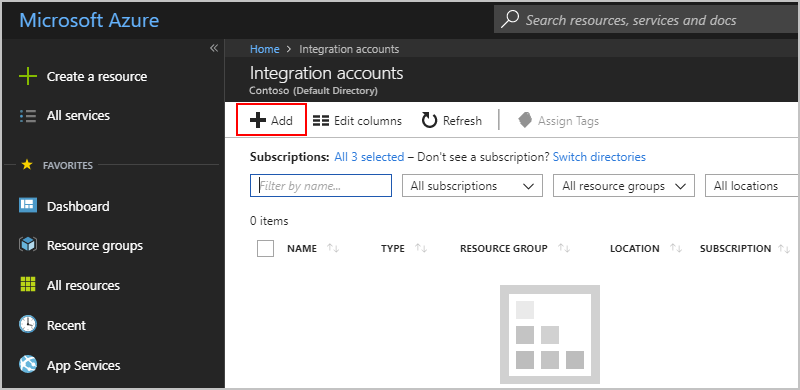 Microsoft Azure
Search resources, services and docs
Create a resource
All services
FAVORITES
Dashboard
Resource groups
All resources
Recent
App Services
Home > Integration accounts
Integration accounts
Contoso (Default Directory)
Add Edit columns Refresh Assign Tags
Subscriptions: All 3 selected – Don't see a subscription? Switch directories
Filter by name... All subscriptions All resource groups All locations
0 items
NAME TYPE RESOURCE GROUP LOCATION SUBSCRIPTION